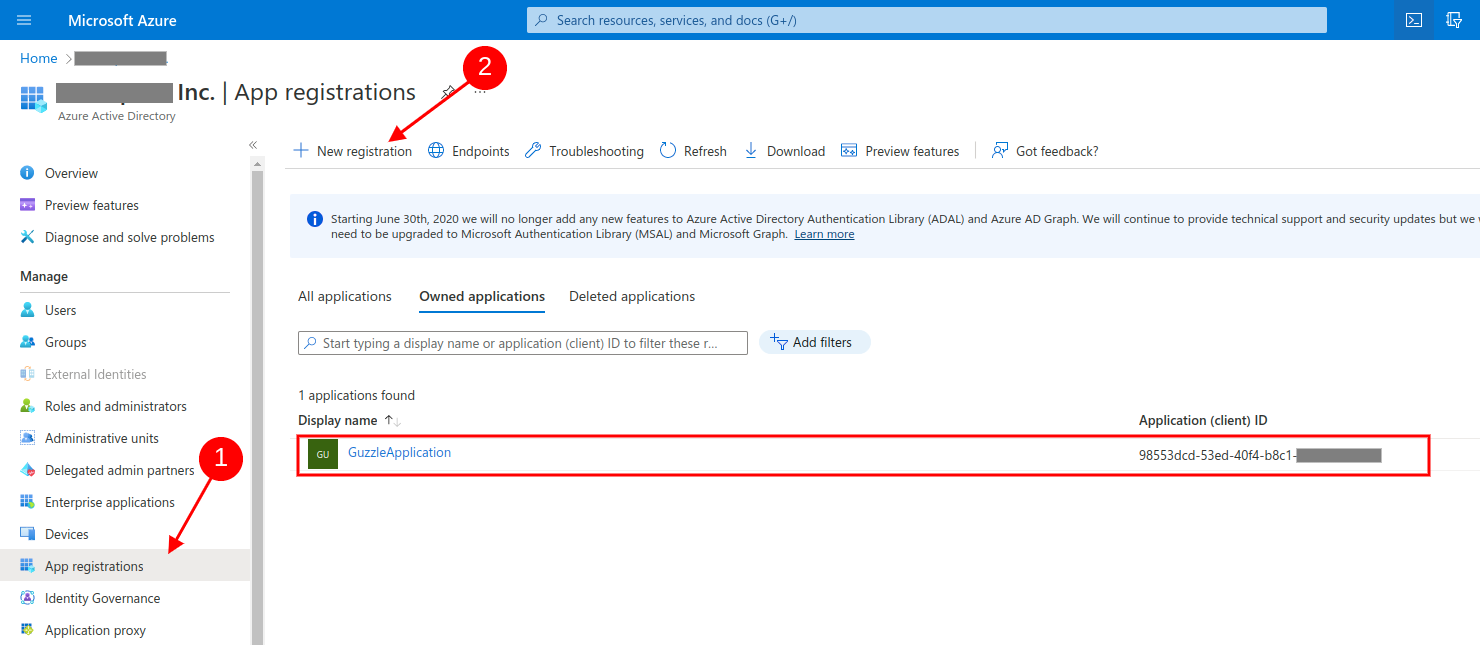 Microsoft Azure
Search resources, services, and docs (G+/)
Home
2
Inc. | App registrations
Azure Active Directory
New registration
Endpoints
Troubleshooting
Refresh
Download
Preview features
Got feedback?
Overview
Preview features
Diagnose and solve problems
Manage
Users
Groups
External Identities
Roles and administrators
Administrative units
Delegated admin partners
1
Enterprise applications
Devices
App registrations
Identity Governance
Application proxy
Starting June 30th, 2020 we will no longer add any new features to Azure Active Directory Authentication Library (ADAL) and Azure AD Graph. We will continue to provide technical support and security updates but we
need to be upgraded to Microsoft Authentication Library (MSAL) and Microsoft Graph. Learn more
All applications
Owned applications
Deleted applications
Start typing a display name or application (client) ID to filter these r...
Add filters
1 applications found
Display name
Application (client) ID
GU
GuzzleApplication
98553dcd-53ed-40f4-b8c1-